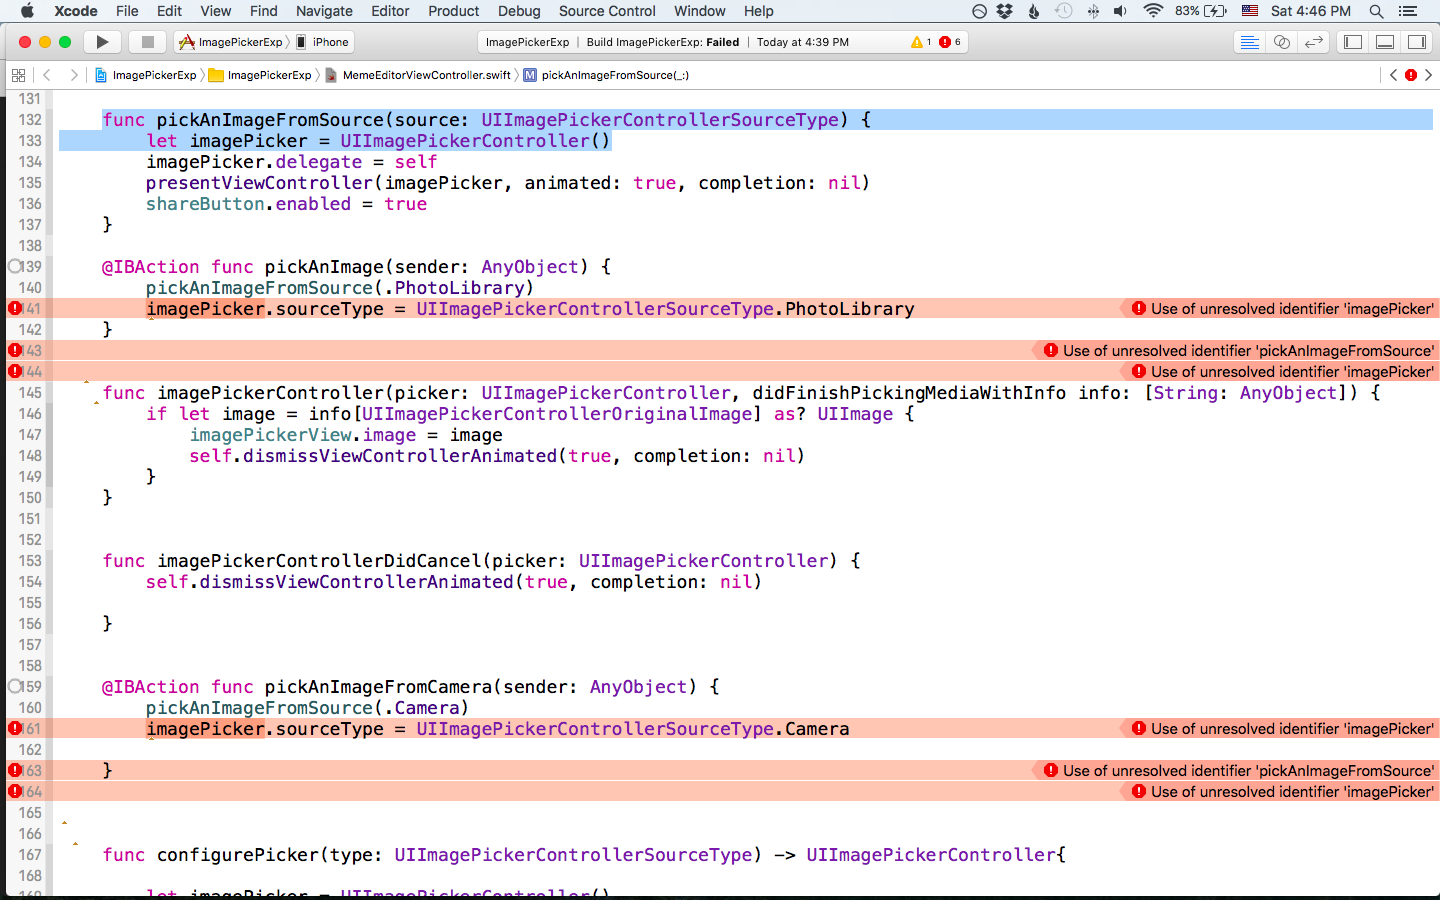 Xcode File Edit View Find Navigate Editor Product Debug Source Control Window Help 83% Sat 4:46 PM
ImagePickerExp iPhone ImagePickerExp Build ImagePickerExp: Failed Today at 4:39 PM 1 6
ImagePickerExp ImagePickerExp MemeEditorViewController.swift M pickAnImageFromSource(_:)
131
132 func pickAnImageFromSource(source: UIImagePickerControllerSourceType) {
133 let imagePicker = UIImagePickerController()
134 imagePicker.delegate = self
135 presentViewController(imagePicker, animated: true, completion: nil)
136 shareButton.enabled = true
137 }
138
139 @IBAction func pickAnImage(sender: AnyObject) {
140 pickAnImageFromSource(.PhotoLibrary)
141 imagePicker.sourceType = UIImagePickerControllerSourceType.PhotoLibrary Use of unresolved identifier 'imagePicker'
142 }
143 Use of unresolved identifier 'pickAnImageFromSource'
144 Use of unresolved identifier 'imagePicker'
145 func imagePickerController(picker: UIImagePickerController, didFinishPickingMediaWithInfo info: [String: AnyObject]) {
146 if let image = info[UIImagePickerControllerOriginalImage] as? UIImage {
147 imagePickerView.image = image
148 self.dismissViewControllerAnimated(true, completion: nil)
149 }
150 }
151
152
153 func imagePickerControllerDidCancel(picker: UIImagePickerController) {
154 self.dismissViewControllerAnimated(true, completion: nil)
155
156 }
157
158
159 @IBAction func pickAnImageFromCamera(sender: AnyObject) {
160 pickAnImageFromSource(.Camera)
161 imagePicker.sourceType = UIImagePickerControllerSourceType.Camera Use of unresolved identifier 'imagePicker'
162
163 } Use of unresolved identifier 'pickAnImageFromSource'
164 Use of unresolved identifier 'imagePicker'
165
166
167 func configurePicker(type: UIImagePickerControllerSourceType) -> UIImagePickerController{
168
169 let imagePicker = UIImagePickerController()